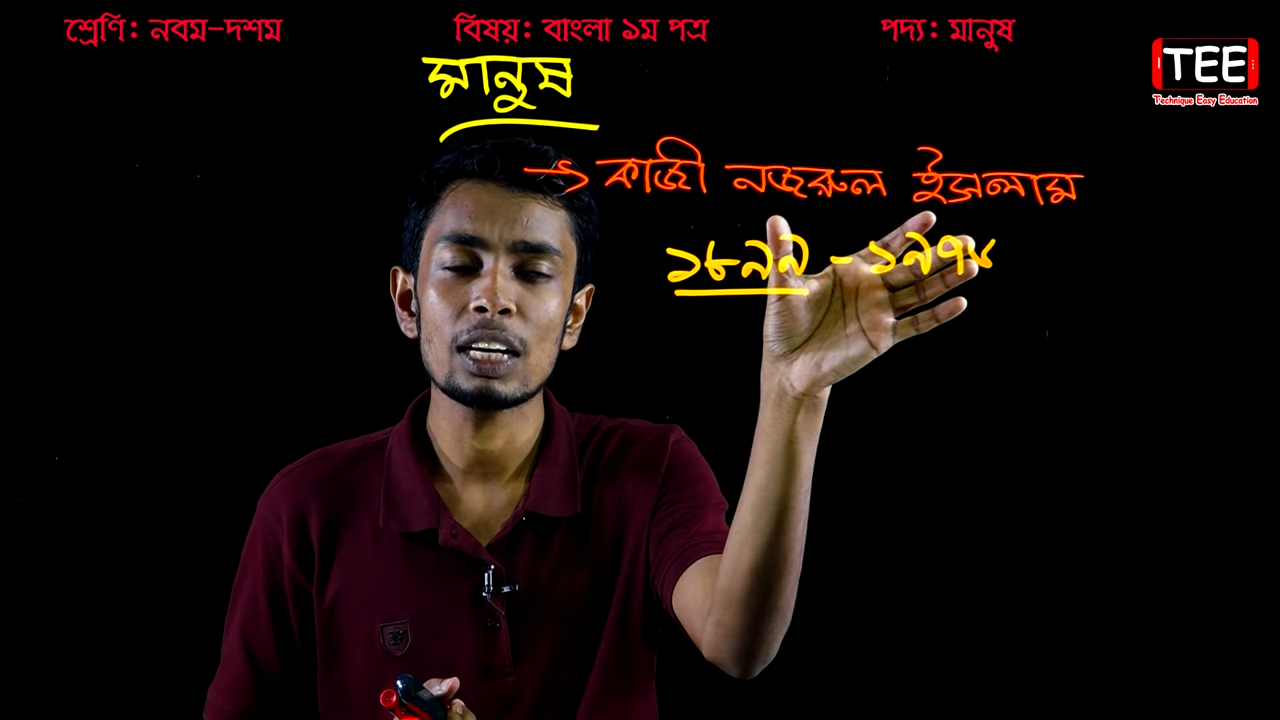 শ্রেণি: নবম-দশম
বিষয়: বাংলা ১ম পত্র
পদ্য: মানুষ
TEE
Technique Easy Education
মানুষ
→ কাজী নজরুল ইসলাম
১৮৯৯ - ১৯৭৬